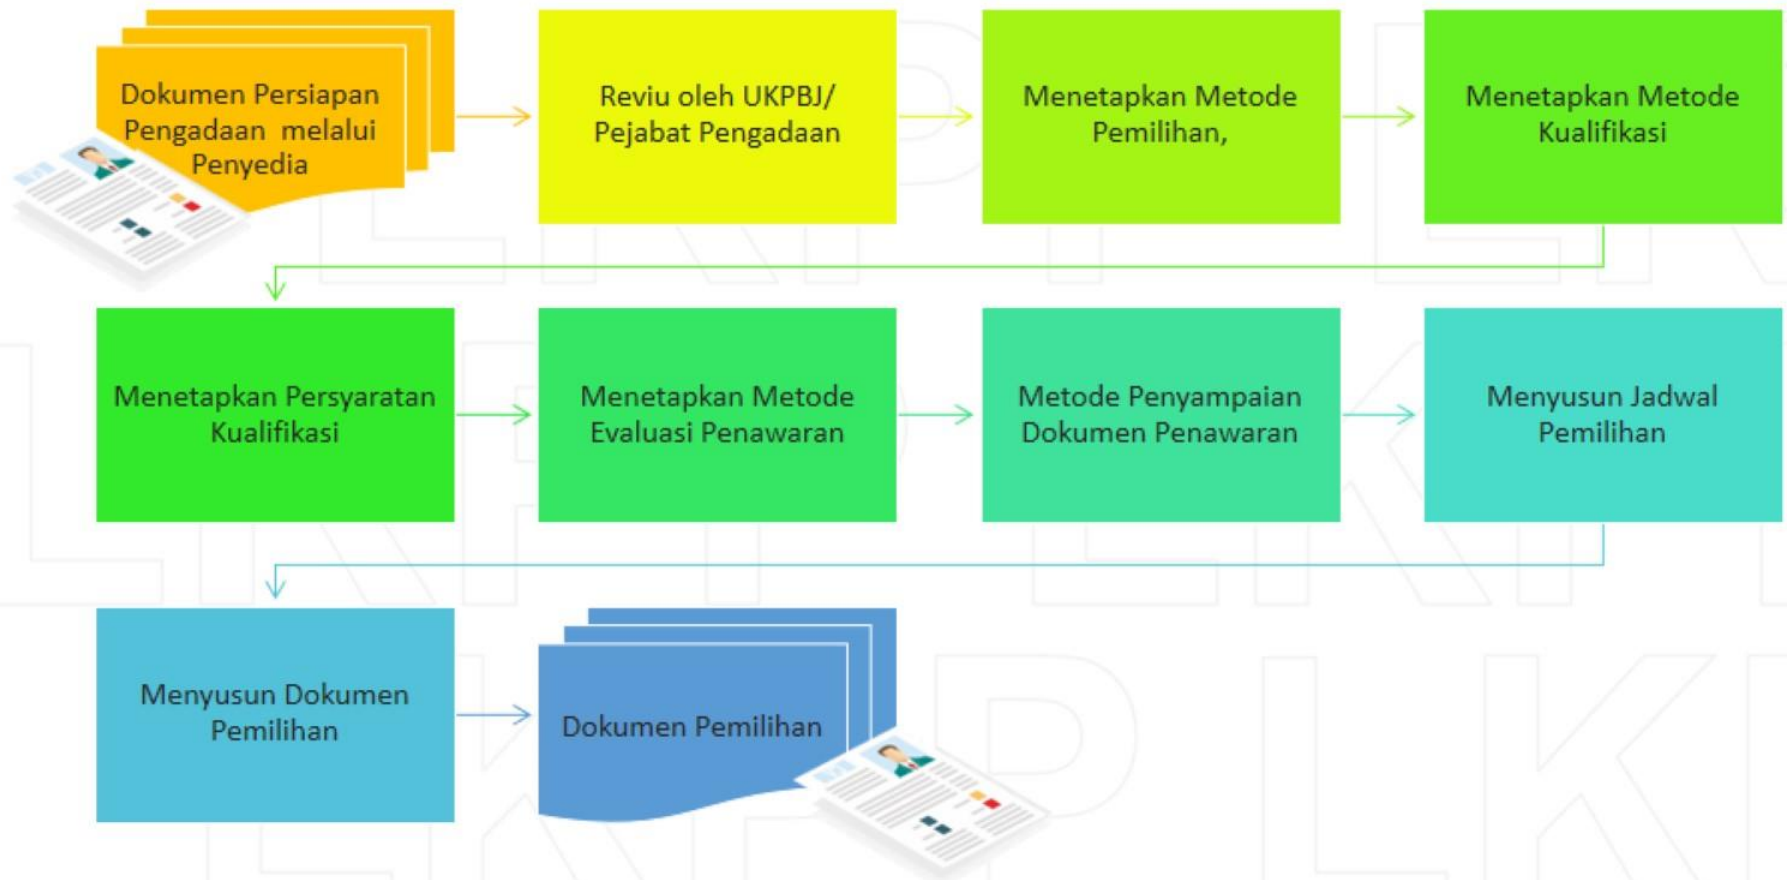 Dokumen Persiapan
Pengadaan melalui
Penyedia
Reviu oleh UKPBJ/
Pejabat Pengadaan
Menetapkan Metode
Pemilihan,
Menetapkan Metode
Kualifikasi
Menetapkan Persyaratan
Kualifikasi
Menetapkan Metode
Evaluasi Penawaran
Metode Penyampaian
Dokumen Penawaran
Menyusun Jadwal
Pemilihan
Menyusun Dokumen
Pemilihan
Dokumen Pemilihan